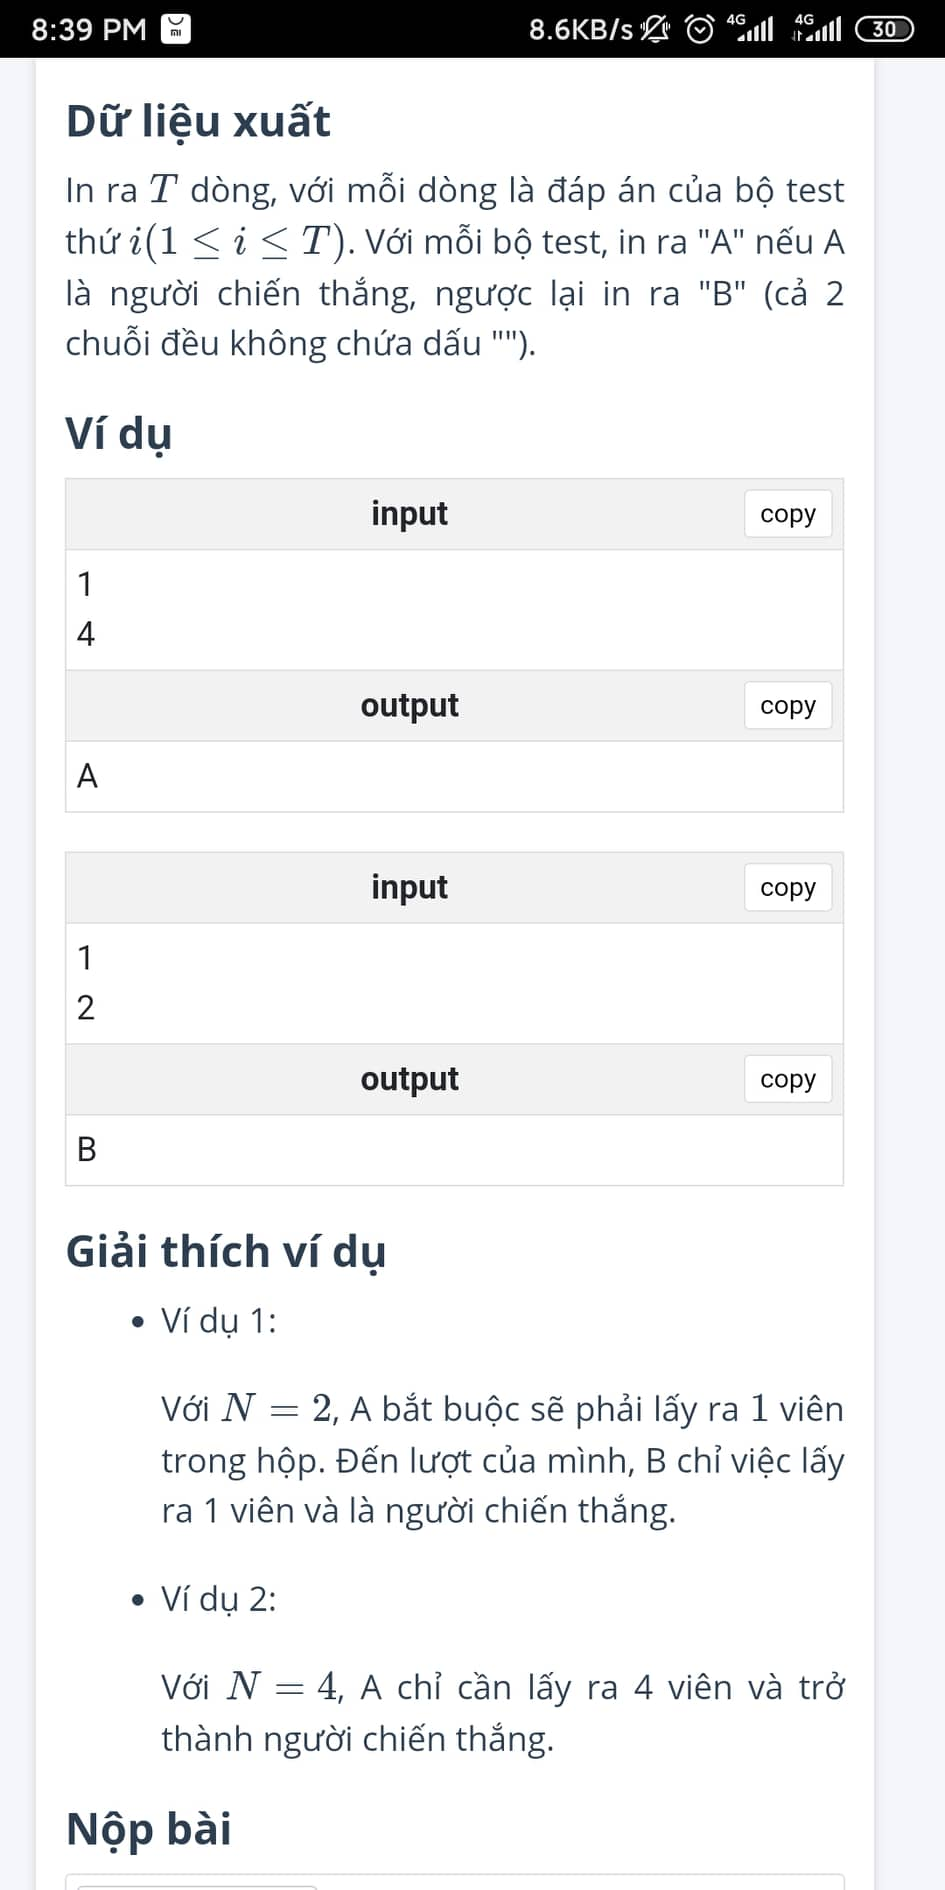 8:39 PM
8.6KB/s 4G 4G 30
Dữ liệu xuất
In ra T dòng, với mỗi dòng là đáp án của bộ test
thứ i(1 ≤ i ≤ T). Với mỗi bộ test, in ra "A" nếu A
là người chiến thắng, ngược lại in ra "B" (cả 2
chuỗi đều không chứa dấu "").
Ví dụ
input copy
1
4
output copy
A
input copy
1
2
output copy
B
Giải thích ví dụ
• Ví dụ 1:
Với N = 2, A bắt buộc sẽ phải lấy ra 1 viên
trong hộp. Đến lượt của mình, B chỉ việc lấy
ra 1 viên và là người chiến thắng.
• Ví dụ 2:
Với N = 4, A chỉ cần lấy ra 4 viên và trở
thành người chiến thắng.
Nộp bài